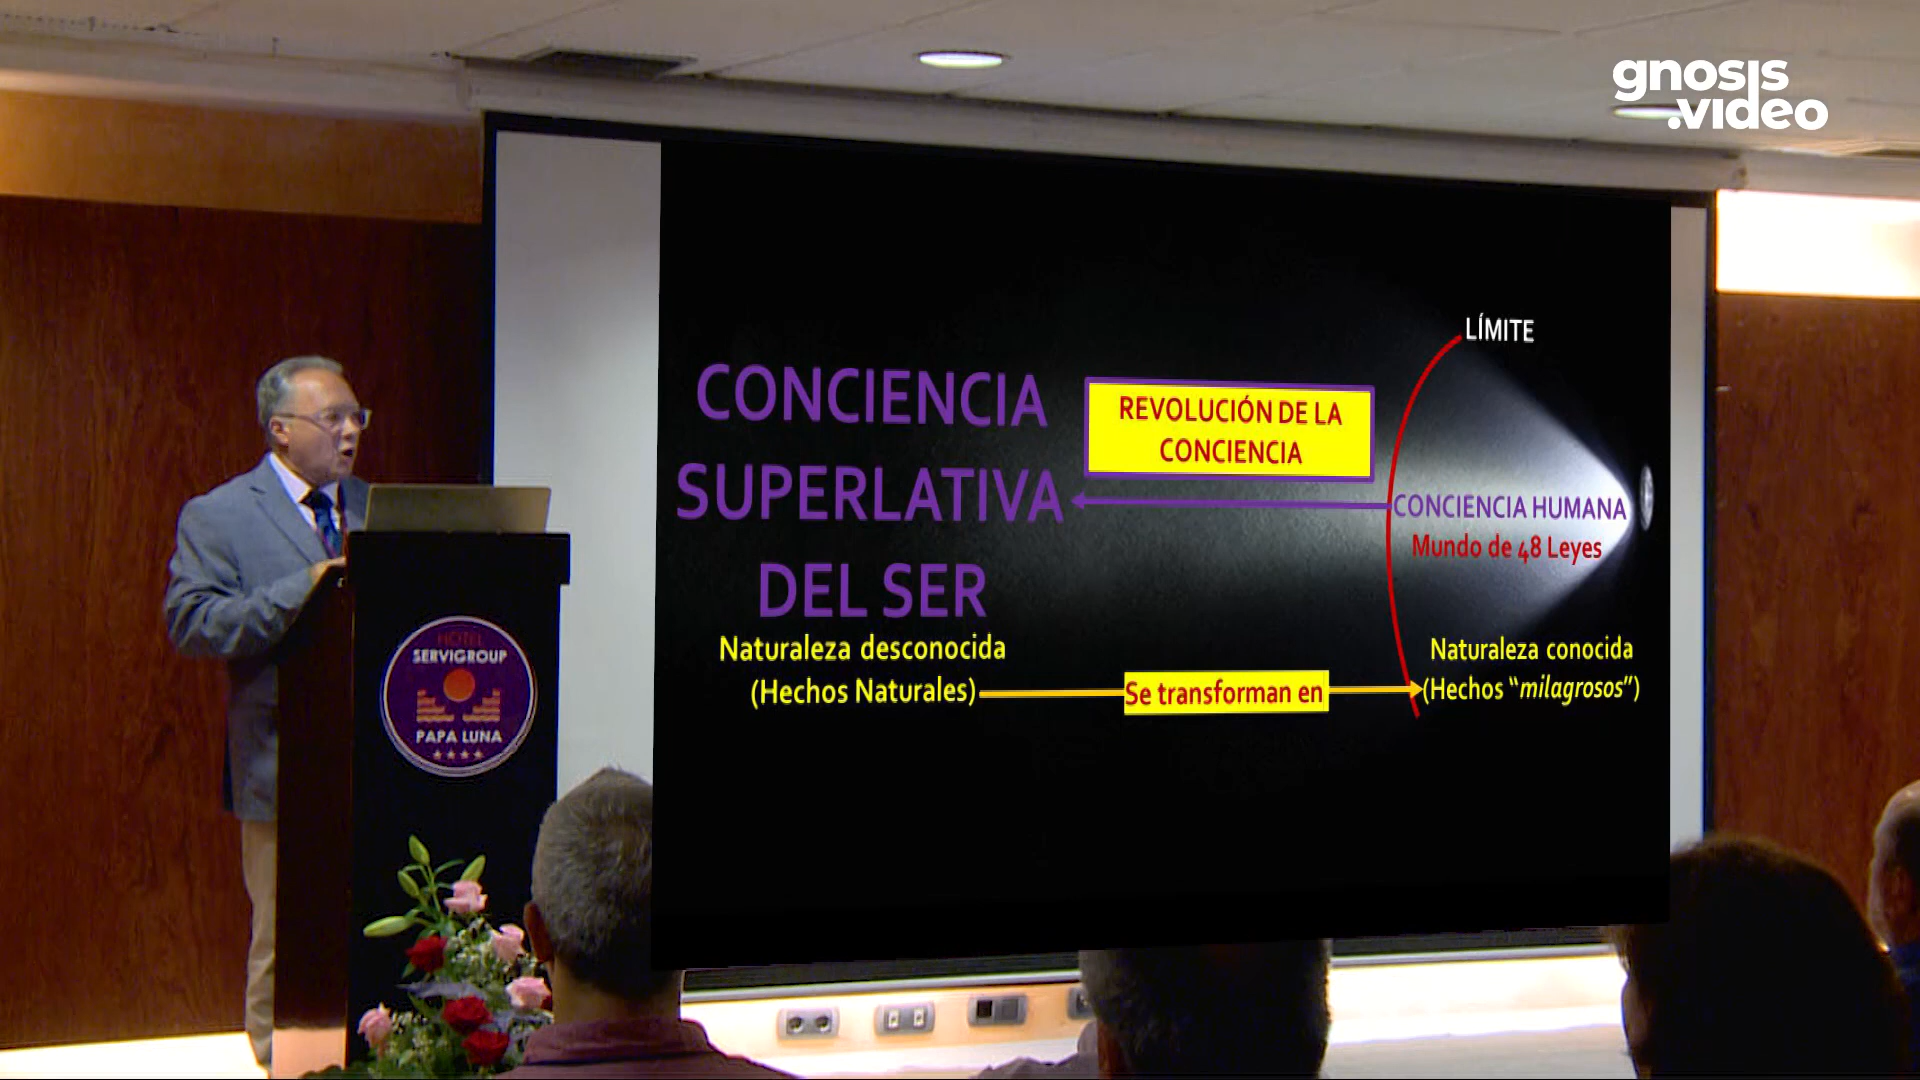 gnosis
.video
LÍMITE
CONCIENCIA
SUPERLATIVA
DEL SER
REVOLUCIÓN DE LA
CONCIENCIA
CONCIENCIA HUMANA
Mundo de 48 Leyes
Naturaleza desconocida
(Hechos Naturales)
Se transforman en
Naturaleza conocida
(Hechos “milagrosos”)
HOTEL
SERVIGROUP
PAPA LUNA